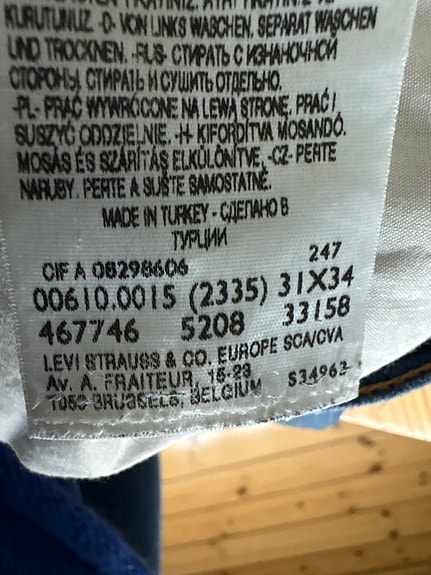 KURUTUNUZ. -D- VON LINKS WASCHEN, SEPARAT WASCHEN
UND TROCKNEN. -RUS- СТИРАТЬ С ИЗНАНОЧНОЙ
СТОРОНЫ, СТИРАТЬ И СУШИТЬ ОТДЕЛЬНО.
-PL- PRAĆ WYWRÓCONE NA LEWĄ STRONĘ. PRAĆ I
SUSZYĆ ODDZIELNIE. -H- KIFORDÍTVA MOSANDÓ.
MOSÁS ÉS SZÁRÍTÁS ELKÜLÖNÍTVE. -CZ- PERTE
NARUBY. PERTE A SUŠTE SAMOSTATNĚ.
MADE IN TURKEY - СДЕЛАНО В
ТУРЦИИ
CIF A 08298606 247
00610.0015 (2335) 31X34
467746 5208 33158
LEVI STRAUSS & CO. EUROPE SCA/CVA
Av. A. FRAITEUR, 15-23
1050 BRUSSELS, BELGIUM S34963